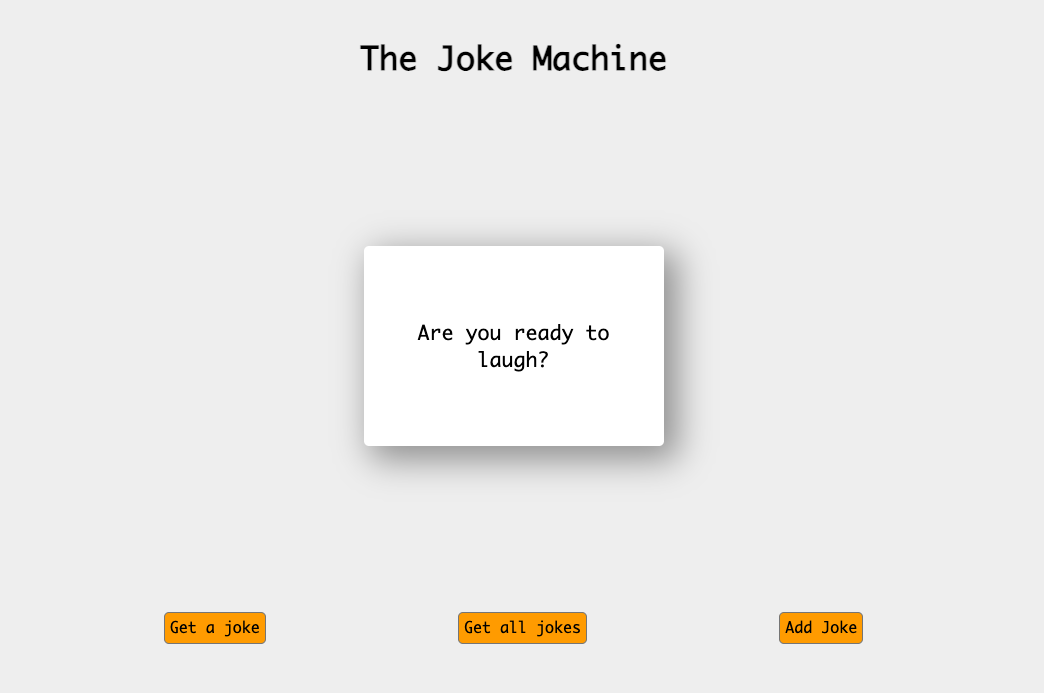 The Joke Machine
Are you ready to
laugh?
Get a joke
Get all jokes
Add Joke